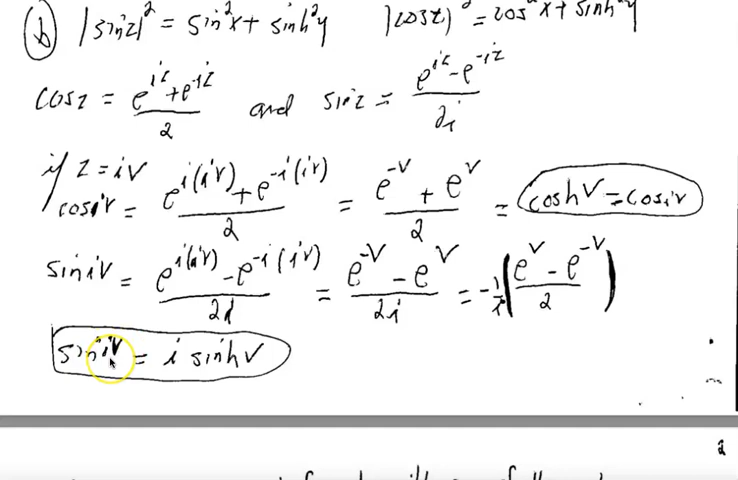 (b) |sin z|² = sin²x + sinh²y |cos z|² = cos²x + sinh²y
cos z = (e^{iz} + e^{-iz})/2 and sin z = (e^{iz} - e^{-iz})/2i
if z = iv
cos iv = (e^{i(iv)} + e^{-i(iv)})/2 = (e^{-v} + e^{v})/2 = cosh v = cos iv
sin iv = (e^{i(iv)} - e^{-i(iv)})/2i = (e^{-v} - e^{v})/2i = -1/i ((e^{v} - e^{-v})/2)
sin iv = i sinh v
2